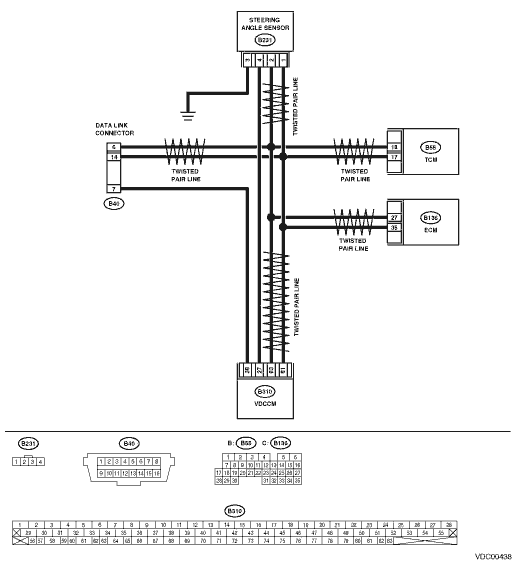 STEERING
ANGLE SENSOR
B231
3 4 2 1
TWISTED PAIR LINE
DATA LINK
CONNECTOR
6
14
7
B40
TWISTED
PAIR LINE
TWISTED
PAIR LINE
18
17
B55
TCM
27
35
B136
ECM
TWISTED
PAIR LINE
TWISTED PAIR LINE
27
81
B310
VDCCM
B231
B40
B: B55 C: B136
1 2 3 4
1 2 3 4 5 6 7 8
9 10 11 12 13 14 15 16
1 2 3 4 5 6
7 8 9 10 11 12 13 14 15 16
17 18 19 20 21 22 23 24 25 26 27
28 29 30 31 32 33 34 35
B310
1 2 3 4 5 6 7 8 9 10 11 12 13 14 15 16 17 18 19 20 21 22 23 24 25 26 27 28
29 30 31 32 33 34 35 36 37 38 39 40 41 42 43 44 45 46 47 48 49 50 51 52 53 54 55
56 57 58 59 60 61 62 63 64 65 66 67 68 69 70 71 72 73 74 75 76 77 78 79 80 81 82 83
VDC00438